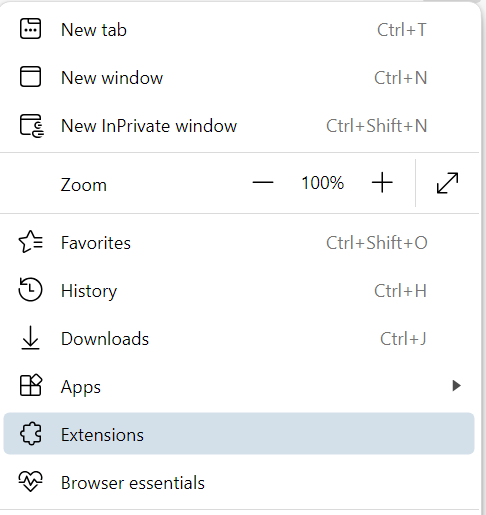 New tab Ctrl+T
New window Ctrl+N
New InPrivate window Ctrl+Shift+N
Zoom 100%
Favorites Ctrl+Shift+O
History Ctrl+H
Downloads Ctrl+J
Apps
Extensions
Browser essentials